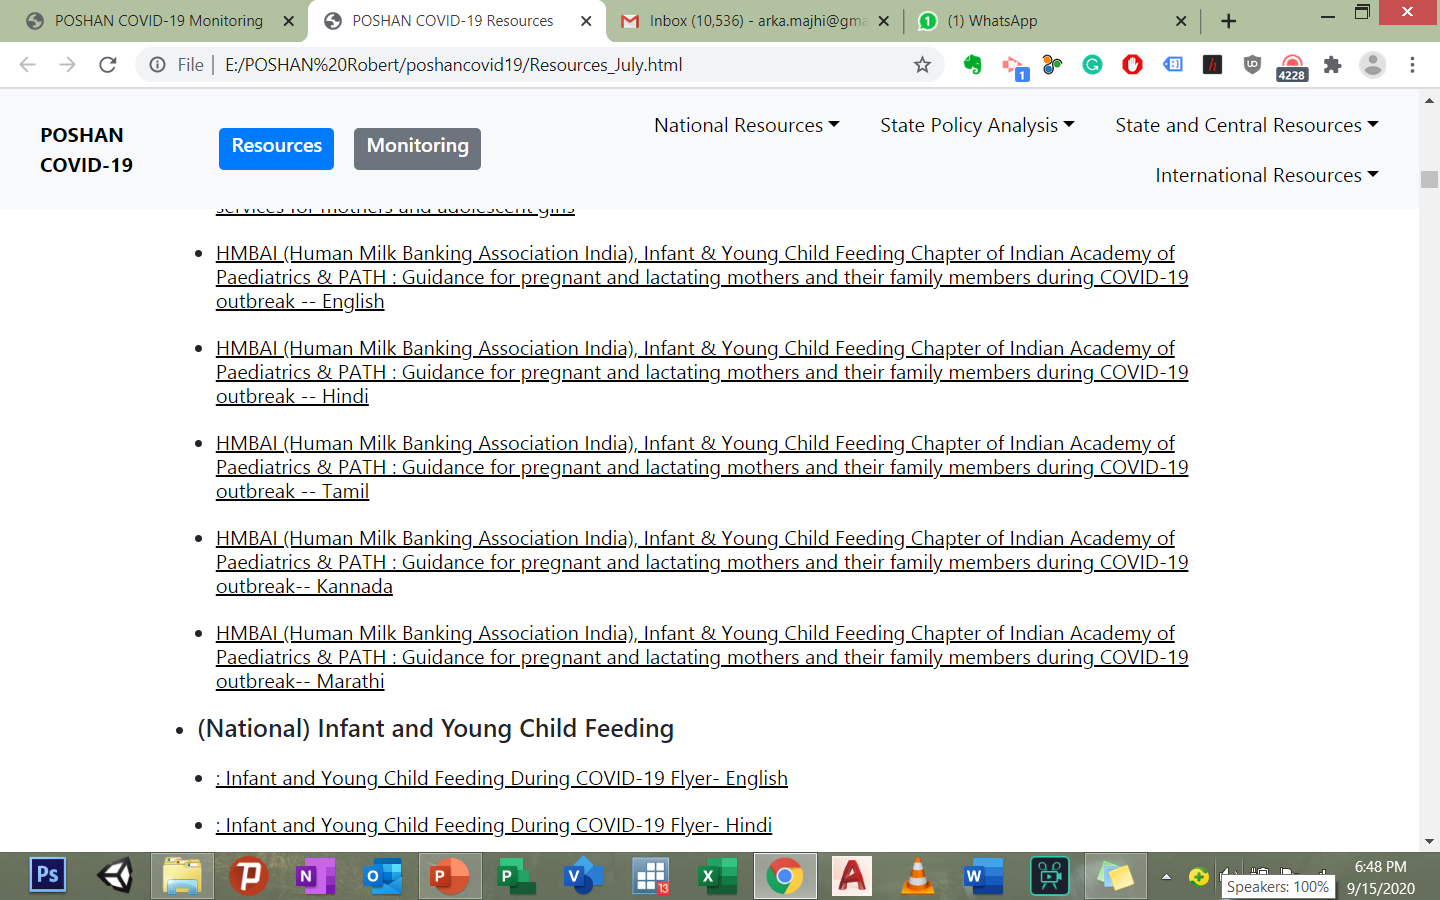 POSHAN COVID-19 Monitoring
POSHAN COVID-19 Resources
Inbox (10,536) - arka.majhi@gma
(1) WhatsApp
File
E:/POSHAN%20Robert/poshancovid19/Resources_July.html
1
4228
POSHAN
COVID-19
Resources
Monitoring
National Resources
State Policy Analysis
State and Central Resources
International Resources
services for mothers and adolescent girls
HMBAI (Human Milk Banking Association India), Infant & Young Child Feeding Chapter of Indian Academy of
Paediatrics & PATH : Guidance for pregnant and lactating mothers and their family members during COVID-19
outbreak -- English
HMBAI (Human Milk Banking Association India), Infant & Young Child Feeding Chapter of Indian Academy of
Paediatrics & PATH : Guidance for pregnant and lactating mothers and their family members during COVID-19
outbreak -- Hindi
HMBAI (Human Milk Banking Association India), Infant & Young Child Feeding Chapter of Indian Academy of
Paediatrics & PATH : Guidance for pregnant and lactating mothers and their family members during COVID-19
outbreak -- Tamil
HMBAI (Human Milk Banking Association India), Infant & Young Child Feeding Chapter of Indian Academy of
Paediatrics & PATH : Guidance for pregnant and lactating mothers and their family members during COVID-19
outbreak-- Kannada
HMBAI (Human Milk Banking Association India), Infant & Young Child Feeding Chapter of Indian Academy of
Paediatrics & PATH : Guidance for pregnant and lactating mothers and their family members during COVID-19
outbreak-- Marathi
(National) Infant and Young Child Feeding
: Infant and Young Child Feeding During COVID-19 Flyer- English
: Infant and Young Child Feeding During COVID-19 Flyer- Hindi
Ps
13
6:48 PM
Speakers: 100%
9/15/2020